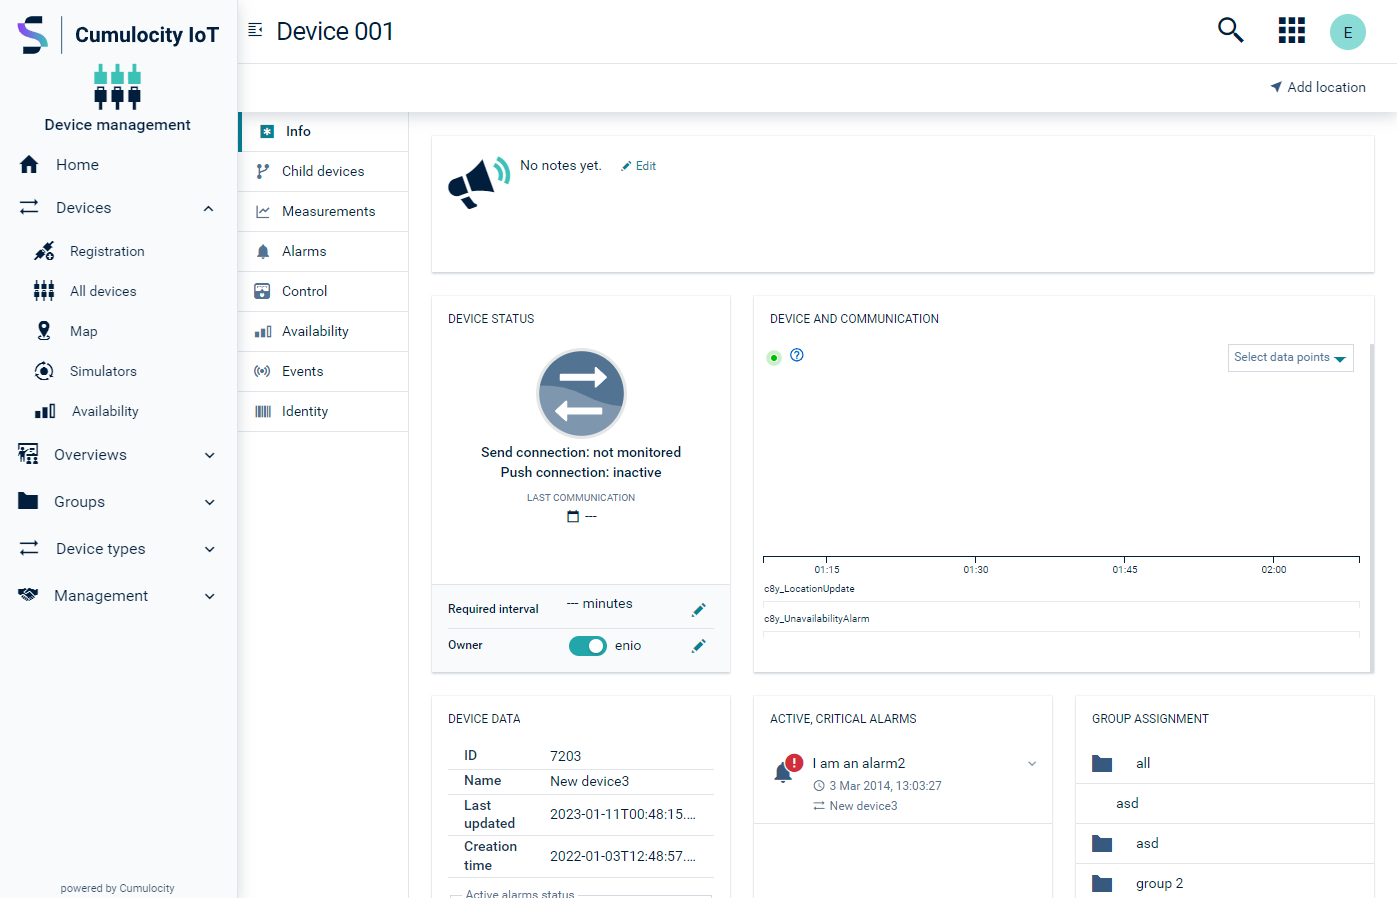 Cumulocity IoT
Device management
Home
Devices
Registration
All devices
Map
Simulators
Availability
Overviews
Groups
Device types
Management
powered by Cumulocity
Device 001
E
Add location
Info
Child devices
Measurements
Alarms
Control
Availability
Events
Identity
No notes yet.
Edit
DEVICE STATUS
Send connection: not monitored
Push connection: inactive
LAST COMMUNICATION
---
Required interval
--- minutes
Owner
enio
DEVICE AND COMMUNICATION
Select data points
01:15 01:30 01:45 02:00
c8y_LocationUpdate
c8y_UnavailabilityAlarm
DEVICE DATA
ID 7203
Name New device3
Last updated 2023-01-11T00:48:15....
Creation time 2022-01-03T12:48:57....
Active alarms status
ACTIVE, CRITICAL ALARMS
I am an alarm2
3 Mar 2014, 13:03:27
New device3
GROUP ASSIGNMENT
all
asd
asd
group 2